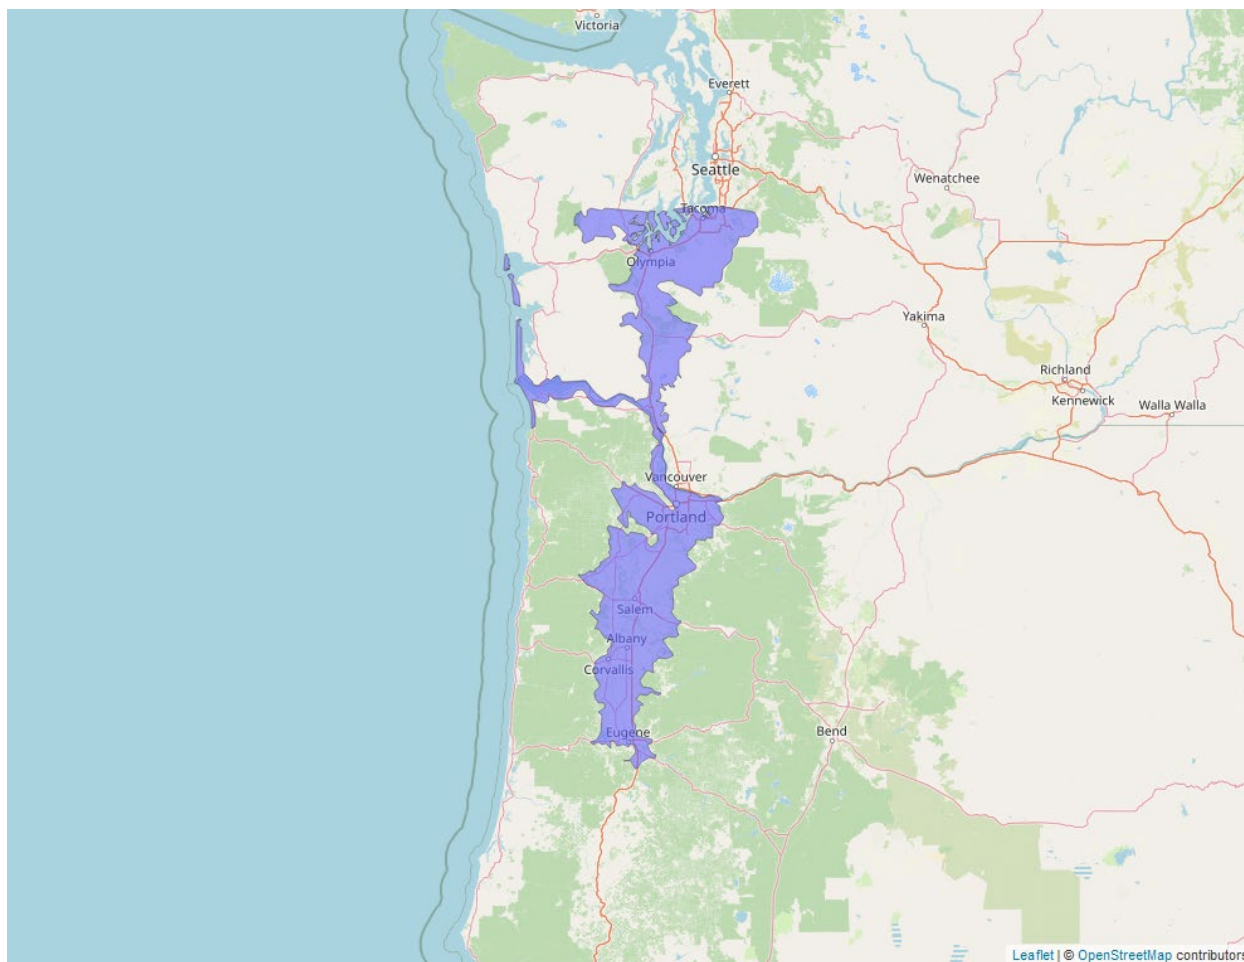 Victoria
Everett
Seattle
Wenatchee
Tacoma
Olympia
Yakima
Richland
Kennewick
Walla Walla
Vancouver
Portland
Salem
Albany
Corvallis
Eugene
Bend
Leaflet | © OpenStreetMap contributors